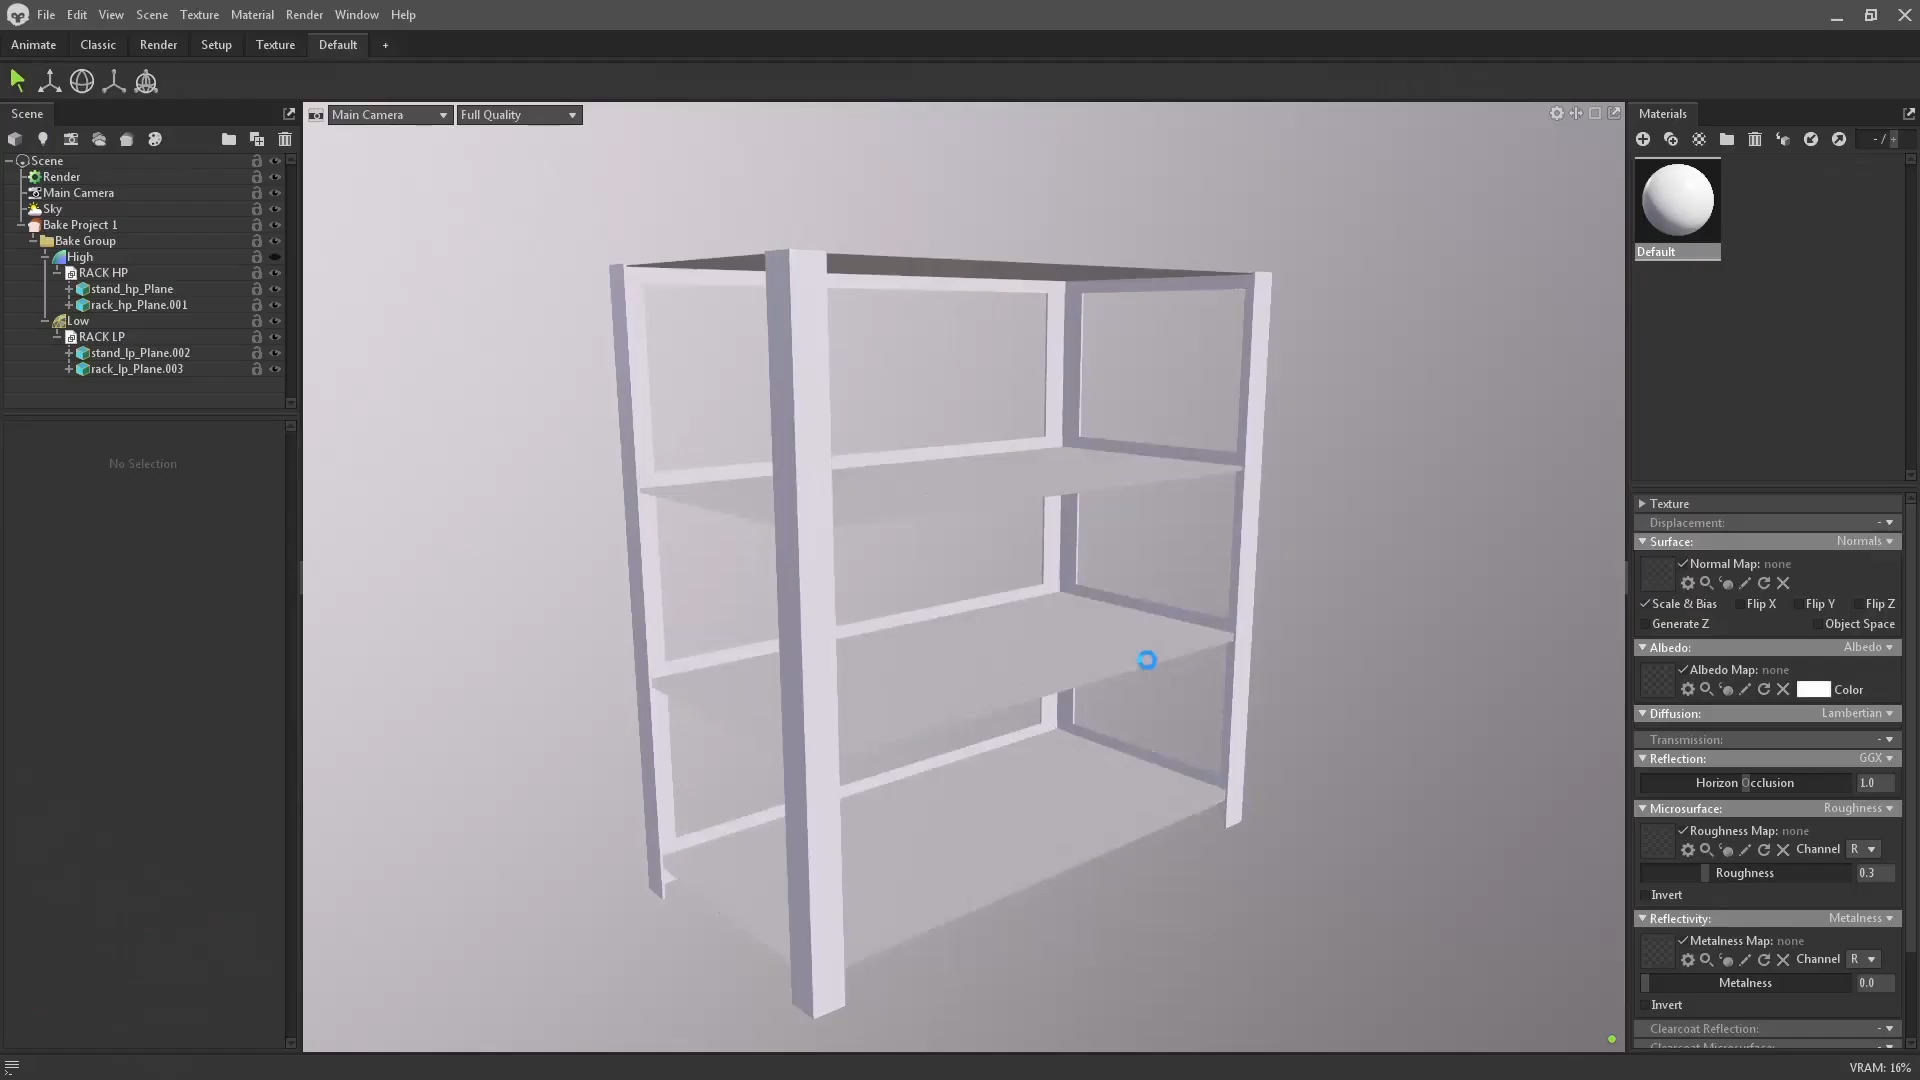 File Edit View Scene Texture Material Render Window Help
Animate Classic Render Setup Texture Default +
Scene
Main Camera Full Quality
Scene
Render
Main Camera
Sky
Bake Project 1
Bake Group
High
RACK HP
stand_hp_Plane
rack_hp_Plane.001
Low
RACK LP
stand_lp_Plane.002
rack_lp_Plane.003
No Selection
Materials
- / +
Default
Texture
Displacement: -
Surface: Normals
Normal Map: none
Scale & Bias Flip X Flip Y Flip Z
Generate Z Object Space
Albedo: Albedo
Albedo Map: none
Color
Diffusion: Lambertian
Transmission: -
Reflection: GGX
Horizon Occlusion 1.0
Microsurface: Roughness
Roughness Map: none
Channel R
Roughness 0.3
Invert
Reflectivity: Metalness
Metalness Map: none
Channel R
Metalness 0.0
Invert
Clearcoat Reflection: -
Clearcoat Microsurface: -
VRAM: 16%